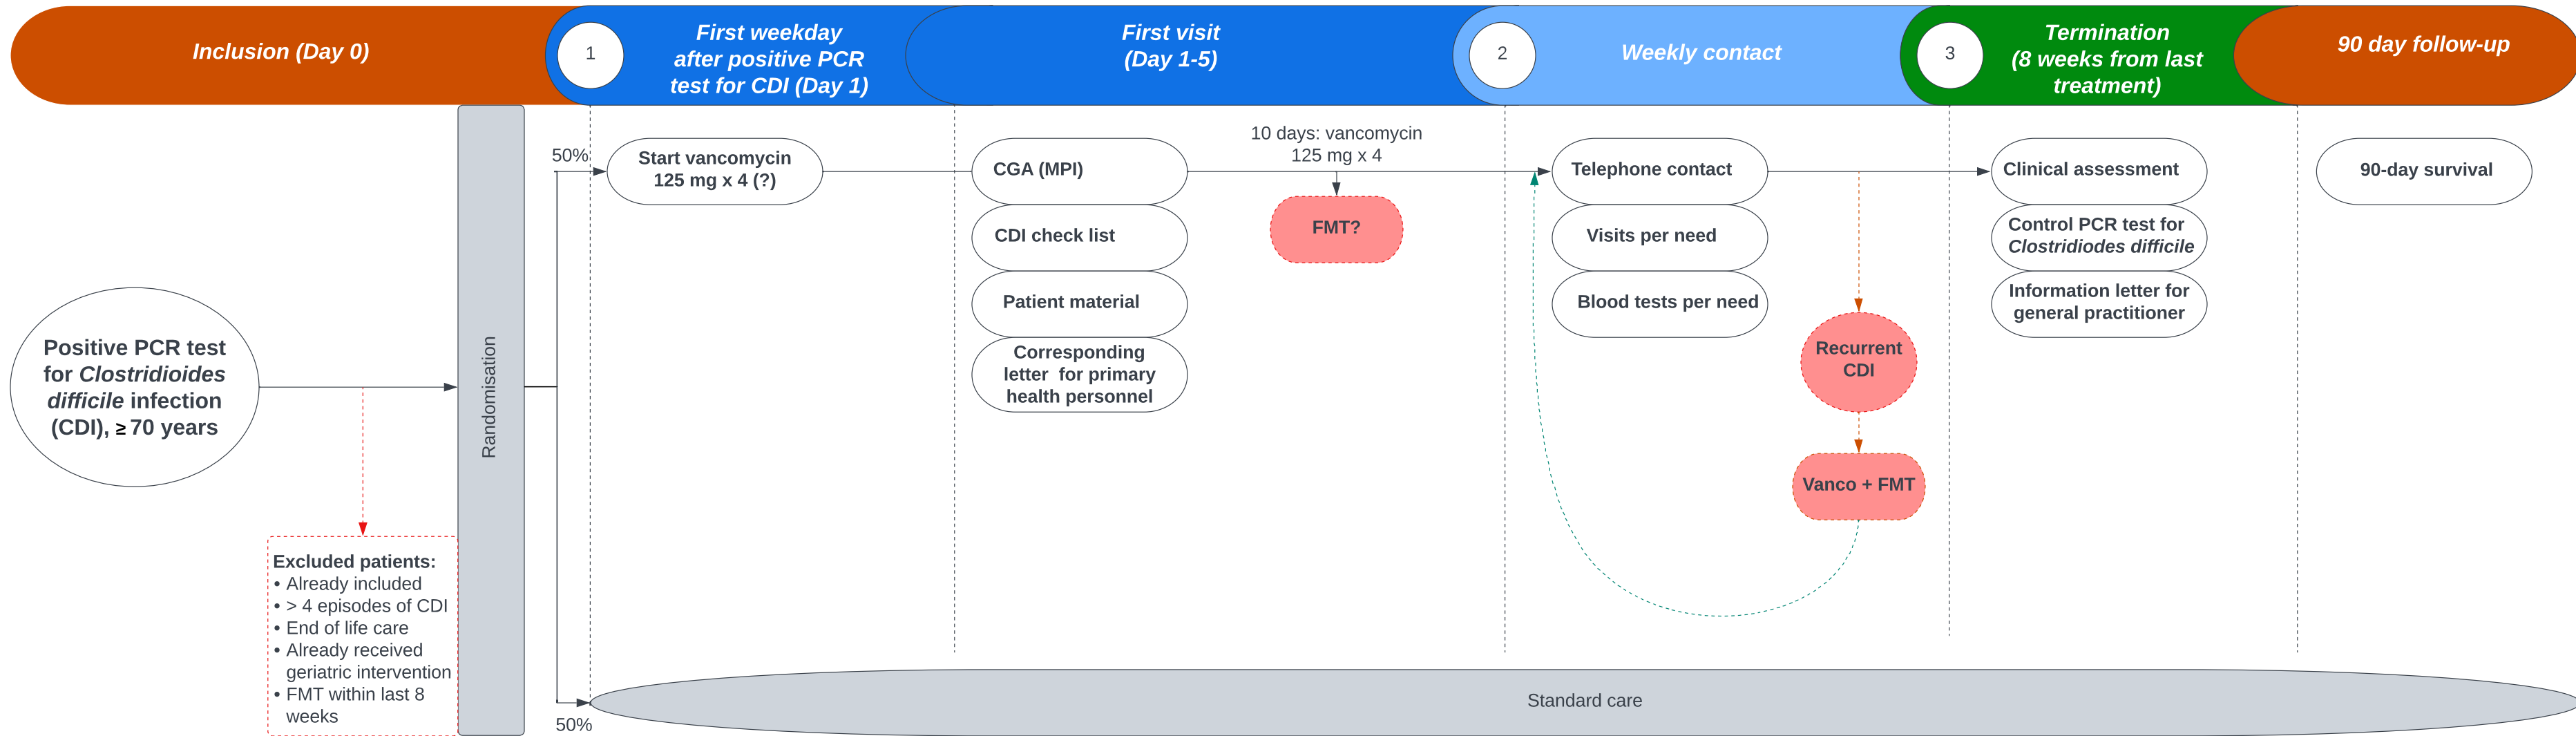 Inclusion (Day 0)
1
First weekday
after positive PCR
test for CDI (Day 1)
First visit
(Day 1-5)
2
Weekly contact
3
Termination
(8 weeks from last
treatment)
90 day follow-up
Positive PCR test
for Clostridioides
difficile infection
(CDI), ≥ 70 years
Excluded patients:
• Already included
• > 4 episodes of CDI
• End of life care
• Already received
geriatric intervention
• FMT within last 8
weeks
Randomisation
50%
50%
Start vancomycin
125 mg x 4 (?)
CGA (MPI)
CDI check list
Patient material
Corresponding
letter for primary
health personnel
10 days: vancomycin
125 mg x 4
FMT?
Telephone contact
Visits per need
Blood tests per need
Recurrent
CDI
Vanco + FMT
Clinical assessment
Control PCR test for
Clostridiodes difficile
Information letter for
general practitioner
90-day survival
Standard care